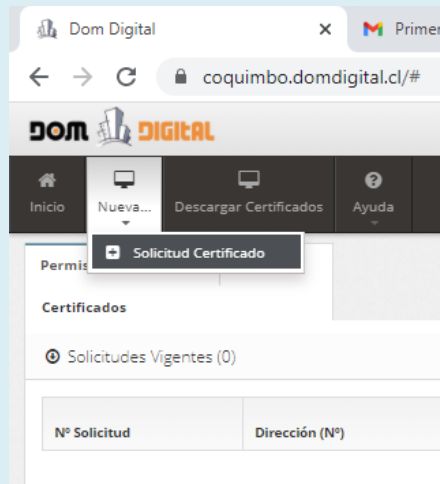 Dom Digital
Primer
coquimbo.domdigital.cl/#
DOM DIGITAL
Inicio
Nueva...
Descargar Certificados
Ayuda
Solicitud Certificado
Permis
Certificados
Solicitudes Vigentes (0)
Nº Solicitud
Dirección (Nº)